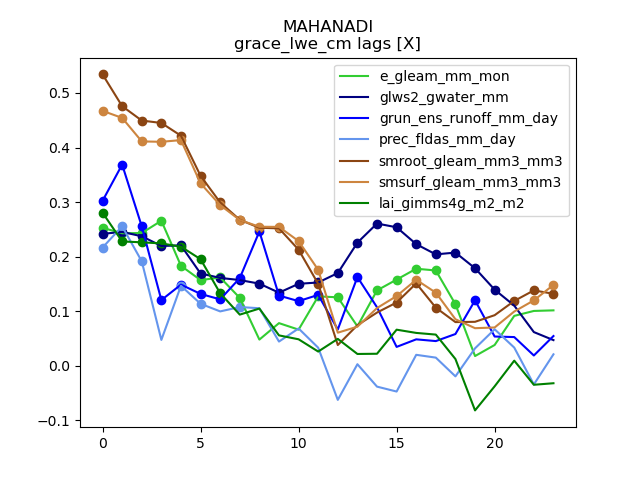 MAHANADI
grace_lwe_cm lags [X]
e_gleam_mm_mon
glws2_gwater_mm
grun_ens_runoff_mm_day
prec_fldas_mm_day
smroot_gleam_mm3_mm3
smsurf_gleam_mm3_mm3
lai_gimms4g_m2_m2
0.5
0.4
0.3
0.2
0.1
0.0
−0.1
0 5 10 15 20